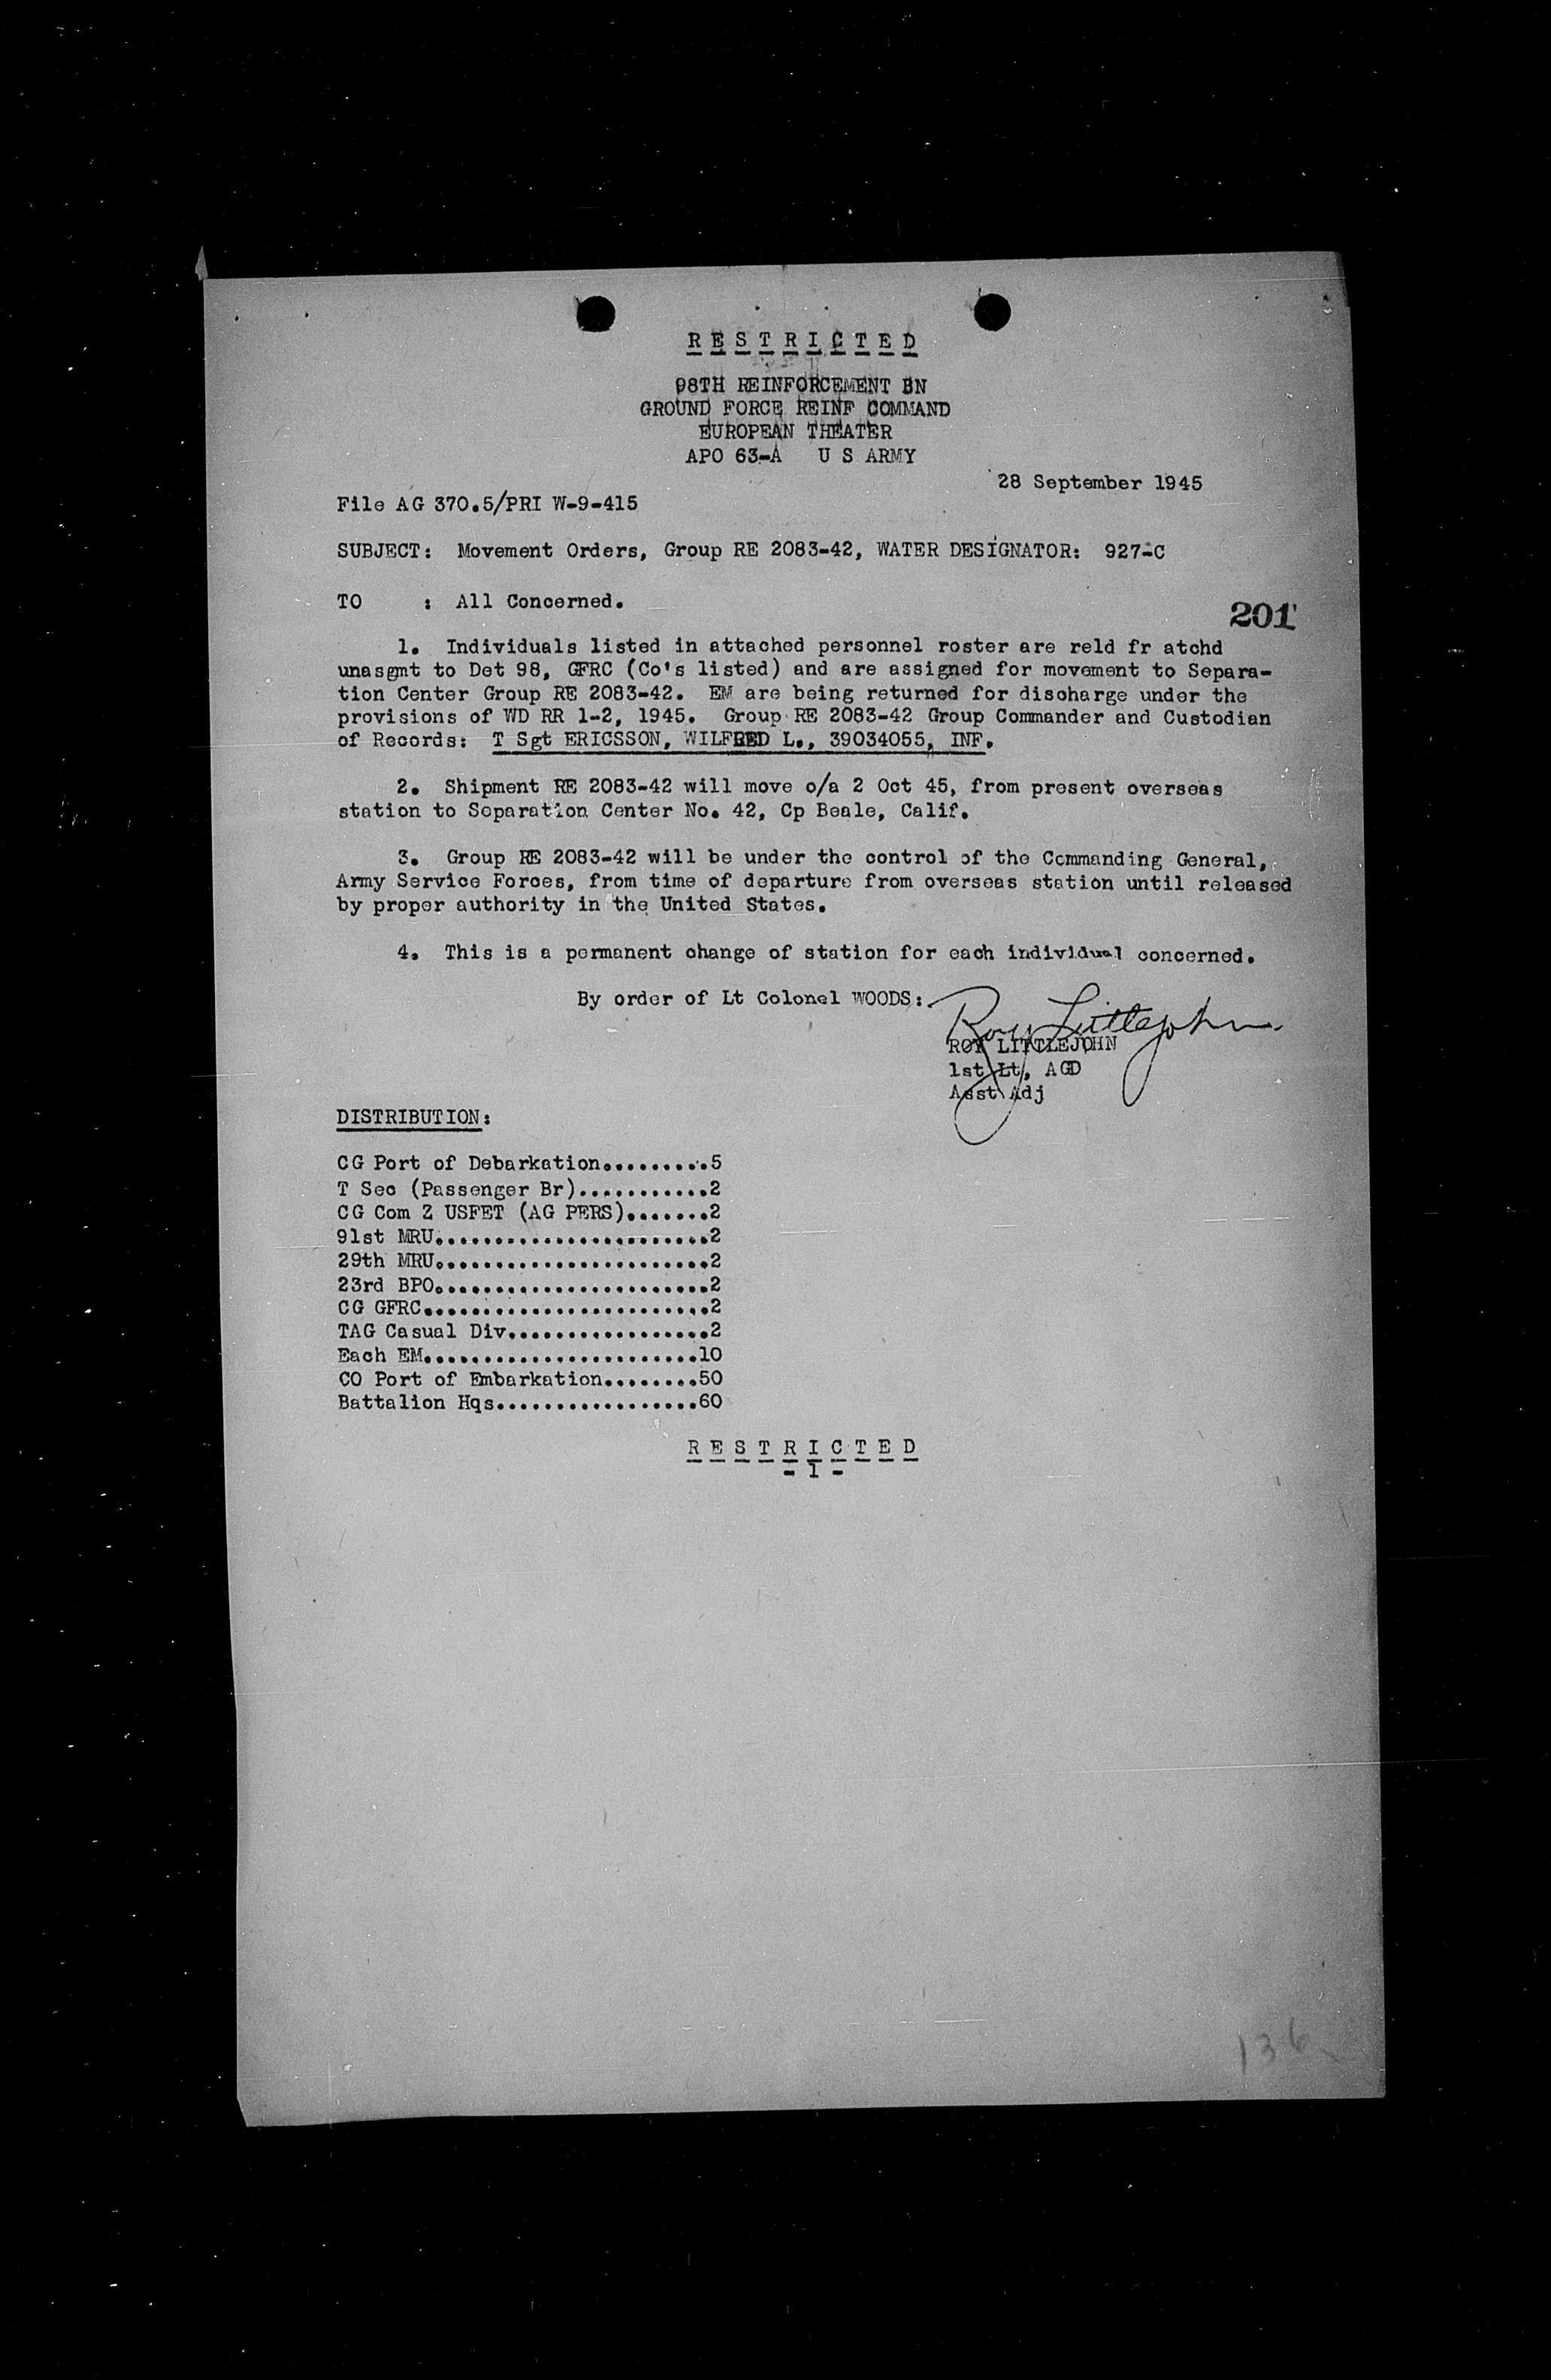 R E S T R I C T E D
98TH REINFORCEMENT BN
GROUND FORCE REINF COMMAND
EUROPEAN THEATER
APO 63-A U S ARMY
28 September 1945
File AG 370.5/PRI W-9-415
SUBJECT: Movement Orders, Group RE 2083-42, WATER DESIGNATOR: 927-C
TO : All Concerned.
201
1. Individuals listed in attached personnel roster are reld fr atchd
unasgmt to Det 98, GFRC (Co's listed) and are assigned for movement to Separa-
tion Center Group RE 2083-42. EM are being returned for discharge under the
provisions of WD RR 1-2, 1945. Group RE 2083-42 Group Commander and Custodian
of Records: T Sgt ERICSSON, WILFRED L., 39034055, INF.
2. Shipment RE 2083-42 will move o/a 2 Oct 45, from present overseas
station to Separation Center No. 42, Cp Beale, Calif.
3. Group RE 2083-42 will be under the control of the Commanding General,
Army Service Forces, from time of departure from overseas station until released
by proper authority in the United States.
4. This is a permanent change of station for each individual concerned.
By order of Lt Colonel WOODS:
Roy Littlejohn
ROY LITTLEJOHN
1st Lt, AGD
Asst Adj
DISTRIBUTION:
CG Port of Debarkation..........5
T Sec (Passenger Br)...........2
CG Com Z USFET (AG PERS).......2
91st MRU.......................2
29th MRU.......................2
23rd BPO.......................2
CG GFRC........................2
TAG Casual Div.................2
Each EM.......................10
CO Port of Embarkation........50
Battalion Hqs.................60
R E S T R I C T E D
- 1 -
136